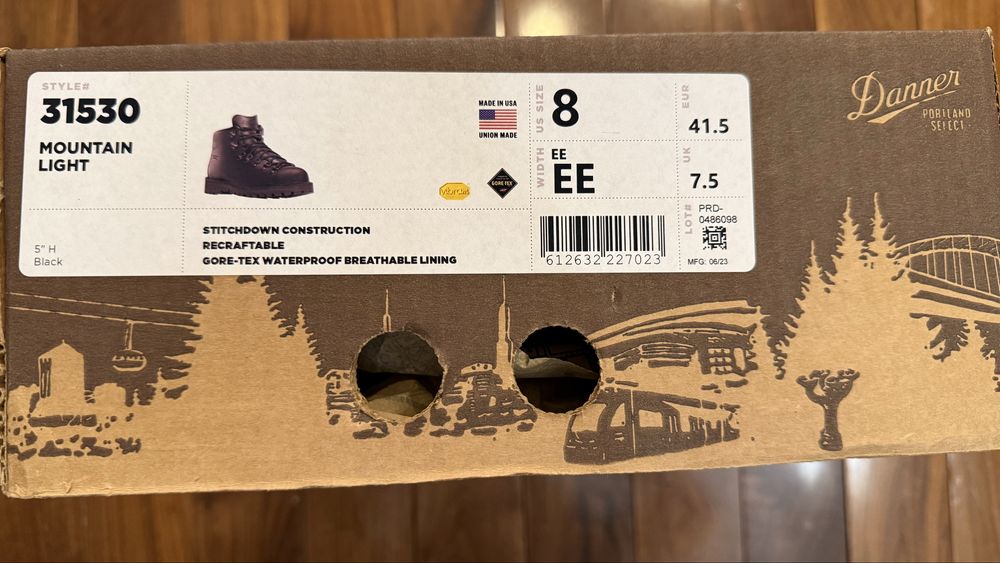 STYLE#
31530
MOUNTAIN
LIGHT
5" H
Black
MADE IN USA
UNION MADE
GORE-TEX
STITCHDOWN CONSTRUCTION
RECRAFTABLE
GORE-TEX WATERPROOF BREATHABLE LINING
US SIZE
8
WIDTH
EE
EE
612632 227023
EUR
41.5
UK
7.5
LOT#
PRD-
0486098
MFG: 06/23
Danner
PORTLAND
SELECT